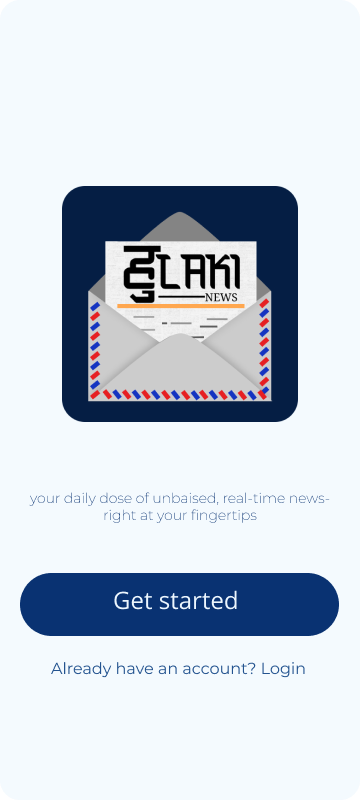 हुLAKI
NEWS
your daily dose of unbaised, real-time news-
right at your fingertips
Get started
Already have an account? Login